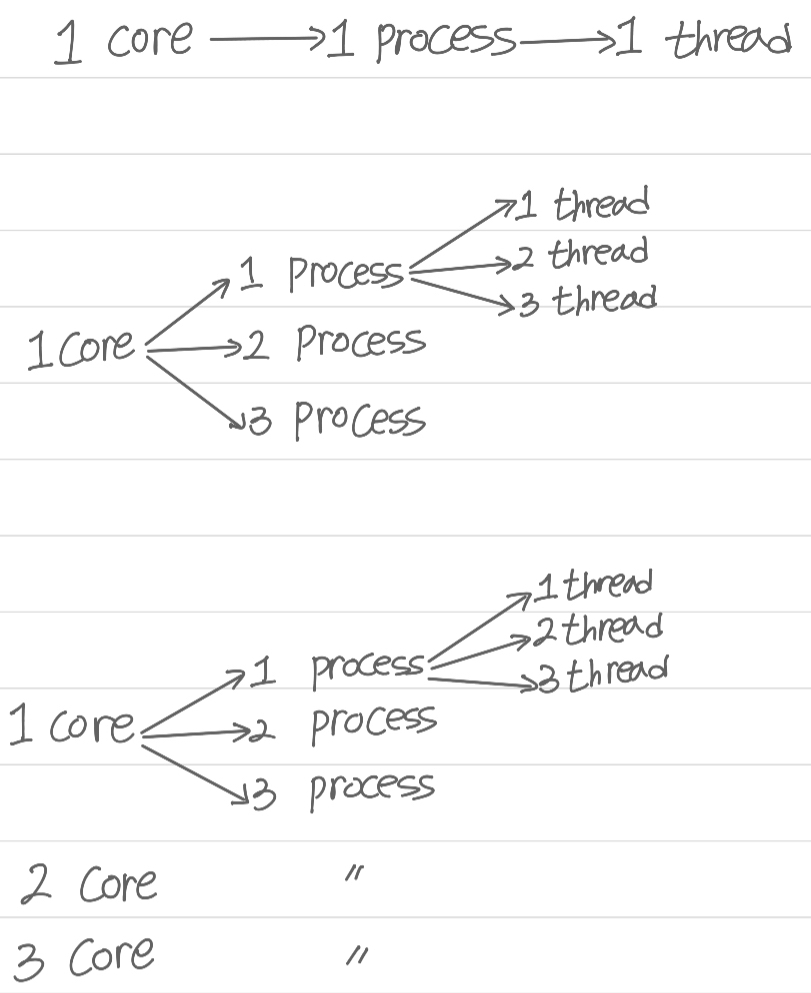 1 core → 1 process → 1 thread
1 thread
2 thread
1 Process
3 thread
1 Core
2 Process
3 Process
1 thread
2 thread
1 process
3 thread
1 core
2 process
3 process
2 Core 〃
3 Core 〃